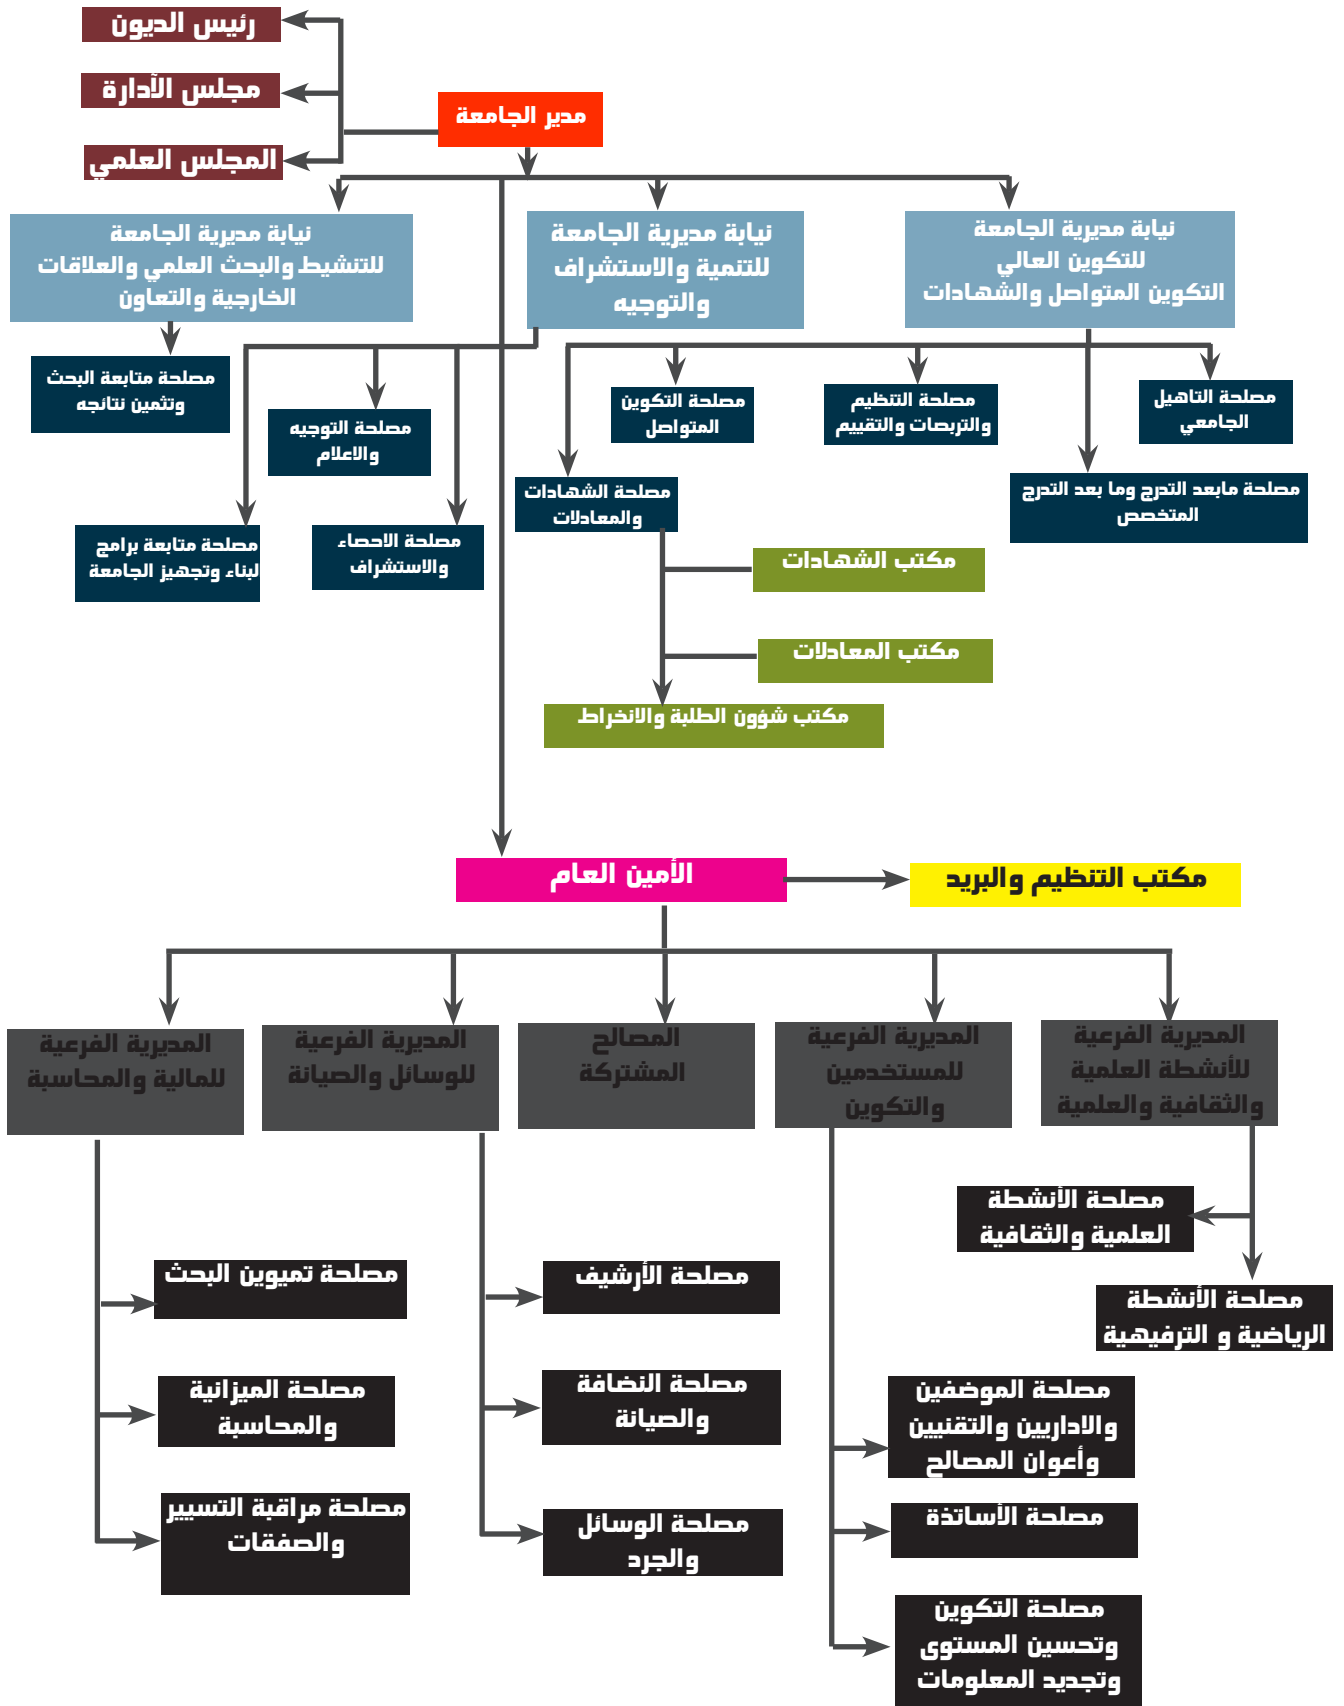 رئيس الديون
مجلس الآدارة
المجلس العلمي
مدير الجامعة
نيابة مديرية الجامعة
للتكوين العالي
التكوين المتواصل والشهادات
نيابة مديرية الجامعة
للتنمية والاستشراف
والتوجيه
نيابة مديرية الجامعة
للتنشيط والبحث العلمي والعلاقات
الخارجية والتعاون
مصلحة التاهيل
الجامعي
مصلحة التنظيم
والتربصات والتقييم
مصلحة التكوين
المتواصل
مصلحة مابعد التدرج وما بعد التدرج
المتخصص
مصلحة الشهادات
والمعادلات
مصلحة التوجيه
والاعلام
مصلحة متابعة البحث
وتثمين نتائجه
مصلحة الاحصاء
والاستشراف
مصلحة متابعة برامج
لبناء وتجهيز الجامعة
مكتب الشهادات
مكتب المعادلات
مكتب شؤون الطلبة والانخراط
الأمين العام
مكتب التنظيم والبريد
المديرية الفرعية
للأنشطة العلمية
والثقافية والعلمية
المديرية الفرعية
للمستخدمين
والتكوين
المصالح
المشتركة
المديرية الفرعية
للوسائل والصيانة
المديرية الفرعية
للمالية والمحاسبة
مصلحة الأنشطة
العلمية والثقافية
مصلحة الأنشطة
الرياضية و الترفيهية
مصلحة الموضفين
والاداريين والتقنيين
وأعوان المصالح
مصلحة الأساتذة
مصلحة التكوين
وتحسين المستوى
وتجديد المعلومات
مصلحة الأرشيف
مصلحة النضافة
والصيانة
مصلحة الوسائل
والجرد
مصلحة تميوين البحث
مصلحة الميزانية
والمحاسبة
مصلحة مراقبة التسيير
والصفقات